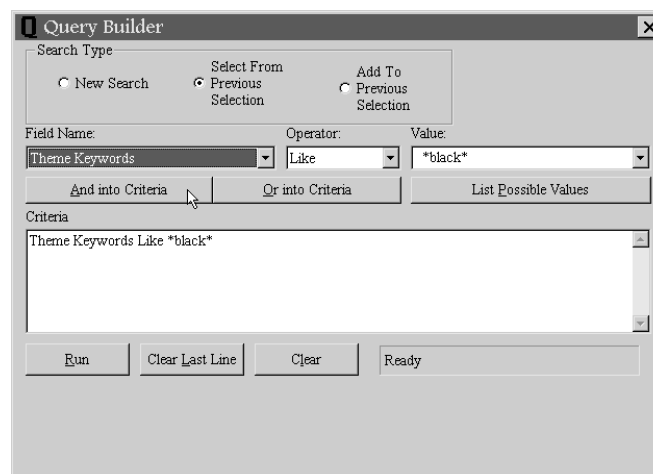 Query Builder
Search Type
New Search
Select From
Previous
Selection
Add To
Previous
Selection
Field Name:
Operator:
Value:
Theme Keywords
Like
*black*
And into Criteria
Or into Criteria
List Possible Values
Criteria
Theme Keywords Like *black*
Run
Clear Last Line
Clear
Ready